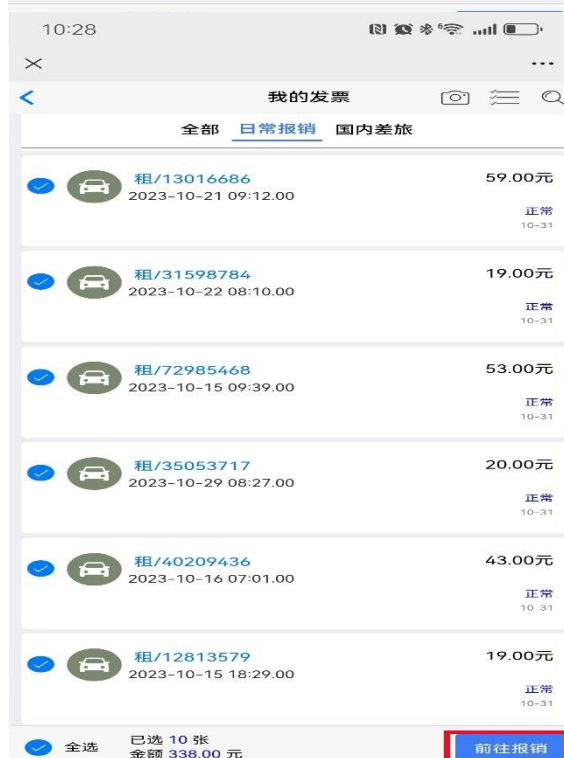 10:28
我的发票
全部 日常报销 国内差旅
租/13016686 59.00元
2023-10-21 09:12.00
正常
10-31
租/31598784 19.00元
2023-10-22 08:10.00
正常
10-31
租/72985468 53.00元
2023-10-15 09:39.00
正常
10-31
租/35053717 20.00元
2023-10-29 08:27.00
正常
10-31
租/40209436 43.00元
2023-10-16 07:01.00
正常
10-31
租/12813579 19.00元
2023-10-15 18:29.00
正常
10-31
全选 已选 10 张 前往报销
金额 338.00 元